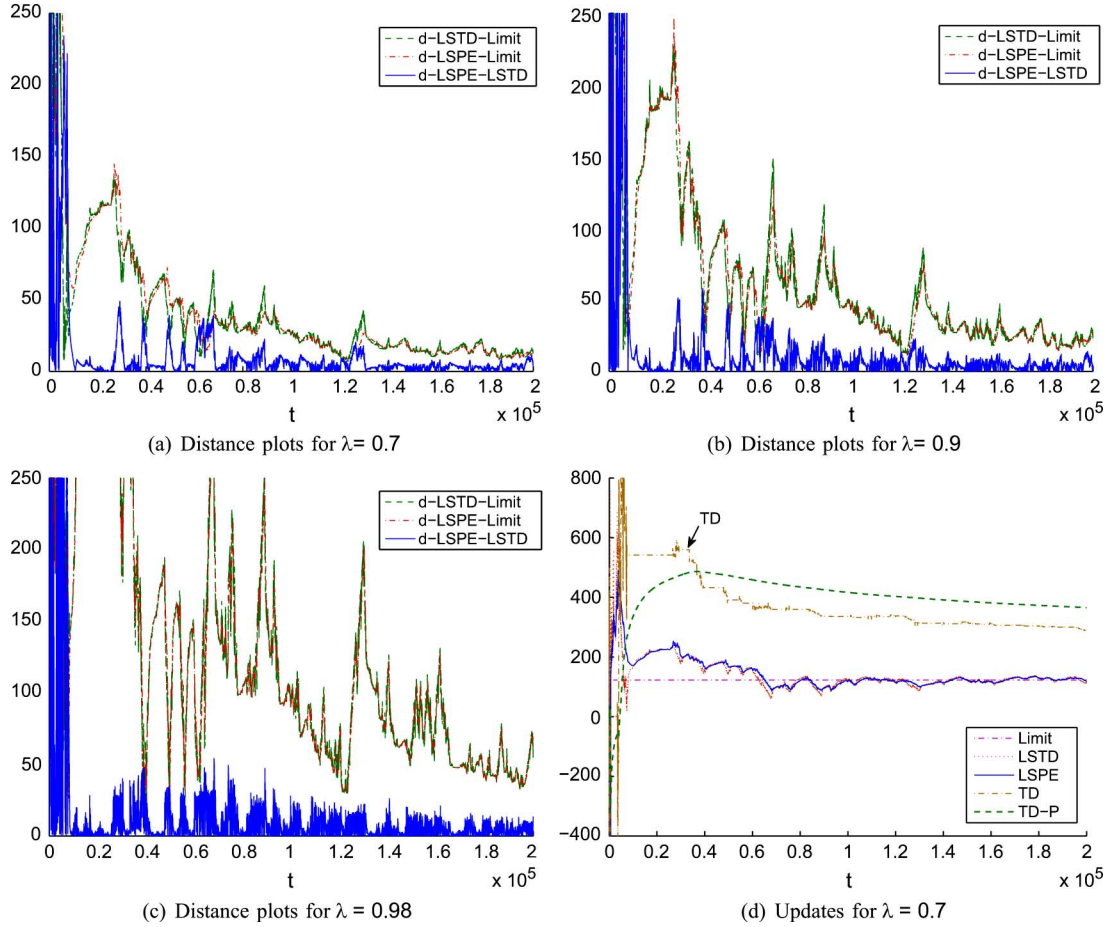 250
200
150
100
50
0
d−LSTD−Limit
d−LSPE−Limit
d−LSPE−LSTD
0 0.2 0.4 0.6 0.8 1 1.2 1.4 1.6 1.8 2
t
x 10^5
(a) Distance plots for λ= 0.7
250
200
150
100
50
0
d−LSTD−Limit
d−LSPE−Limit
d−LSPE−LSTD
0 0.2 0.4 0.6 0.8 1 1.2 1.4 1.6 1.8 2
t
x 10^5
(b) Distance plots for λ= 0.9
250
200
150
100
50
0
d−LSTD−Limit
d−LSPE−Limit
d−LSPE−LSTD
0 0.2 0.4 0.6 0.8 1 1.2 1.4 1.6 1.8 2
t
x 10^5
(c) Distance plots for λ = 0.98
800
600
400
200
0
−200
−400
TD
Limit
LSTD
LSPE
TD
TD−P
0 0.2 0.4 0.6 0.8 1 1.2 1.4 1.6 1.8 2
t
x 10^5
(d) Updates for λ = 0.7